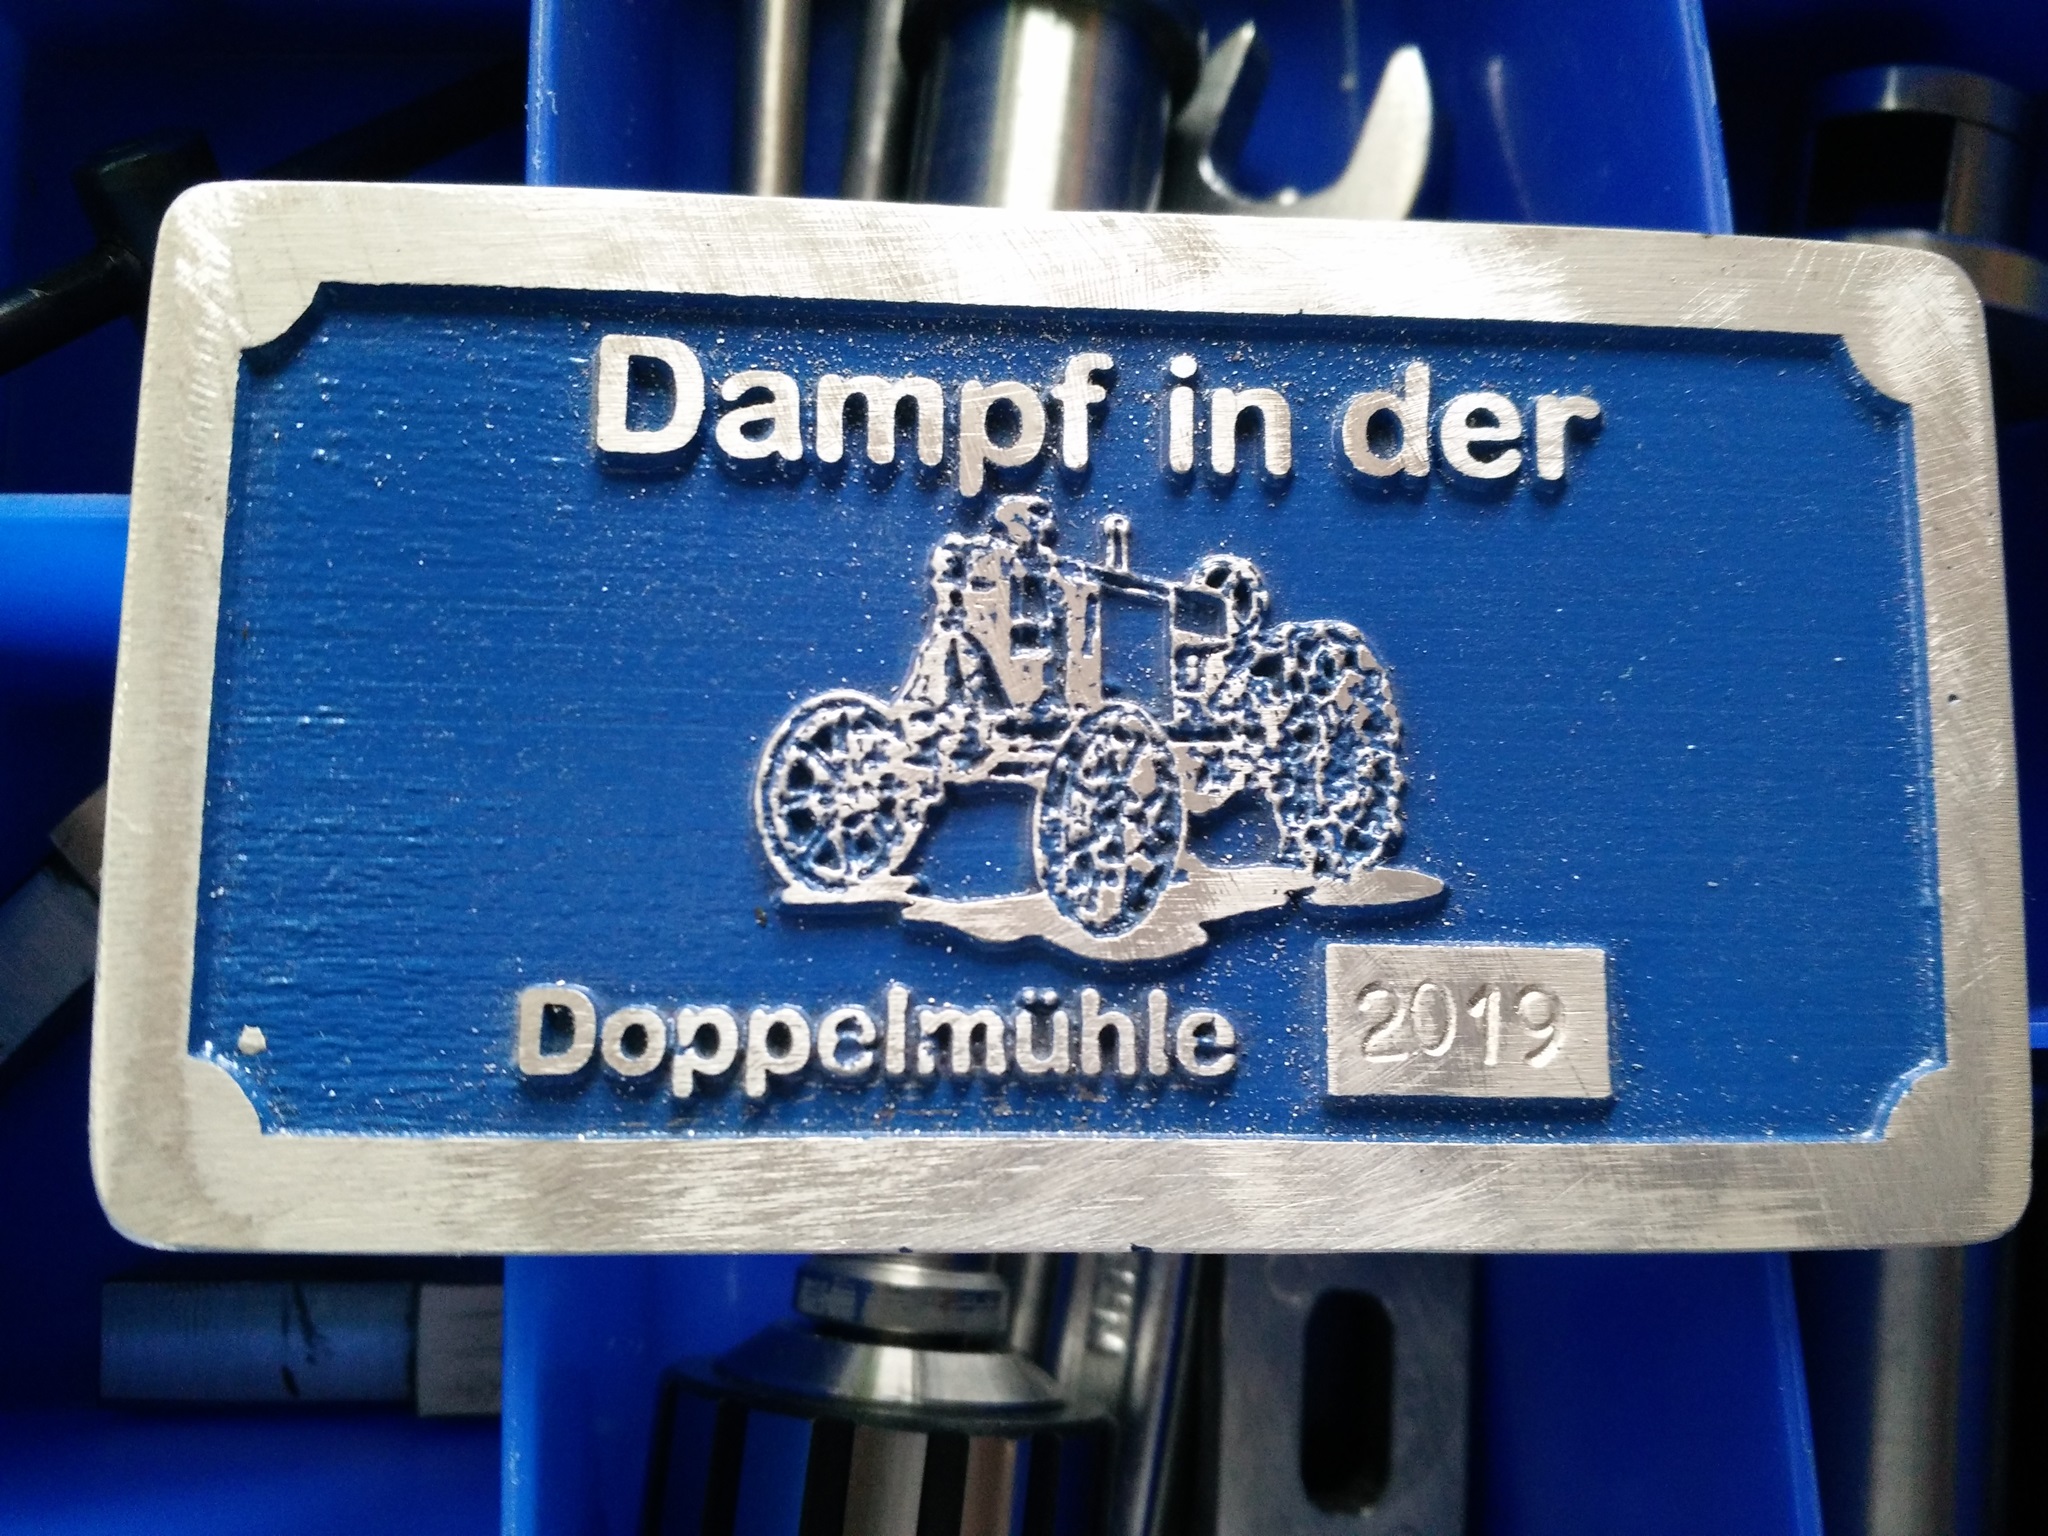 Dampf in der
Doppelmühle 2019